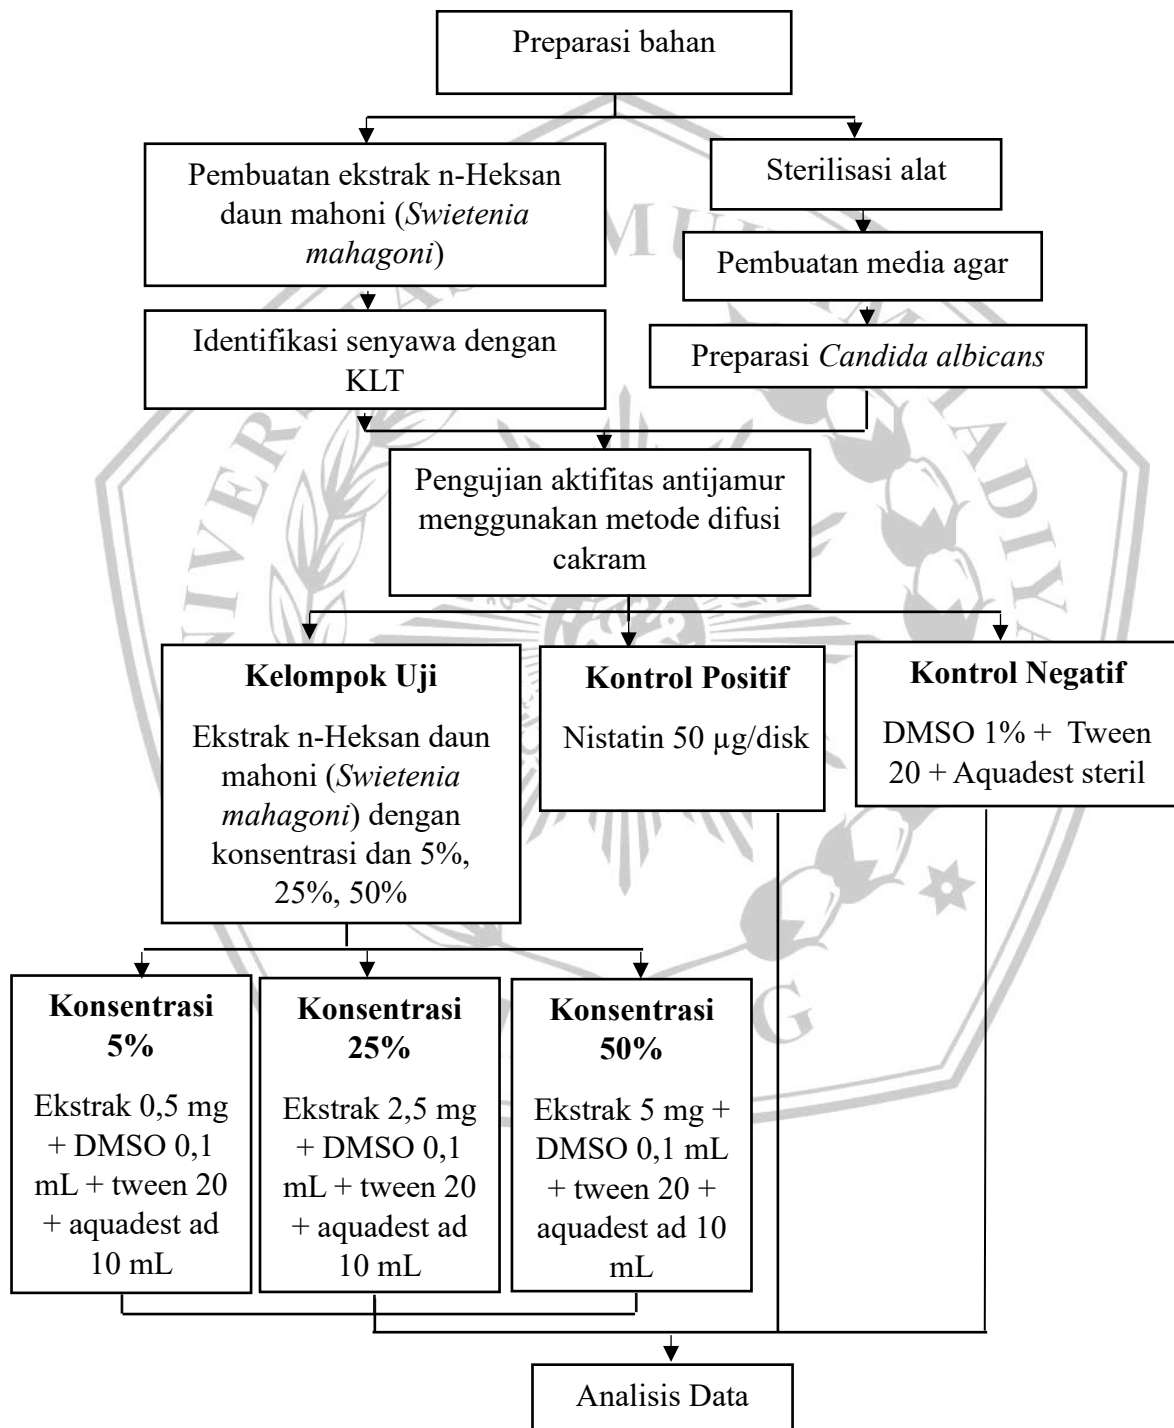 Preparasi bahan
Pembuatan ekstrak n-Heksan
daun mahoni (Swietenia
mahagoni)
Sterilisasi alat
Pembuatan media agar
Identifikasi senyawa dengan
KLT
Preparasi Candida albicans
Pengujian aktifitas antijamur
menggunakan metode difusi
cakram
Kelompok Uji
Ekstrak n-Heksan daun
mahoni (Swietenia
mahagoni) dengan
konsentrasi dan 5%,
25%, 50%
Kontrol Positif
Nistatin 50 µg/disk
Kontrol Negatif
DMSO 1% + Tween
20 + Aquadest steril
Konsentrasi
5%
Ekstrak 0,5 mg
+ DMSO 0,1
mL + tween 20
+ aquadest ad
10 mL
Konsentrasi
25%
Ekstrak 2,5 mg
+ DMSO 0,1
mL + tween 20
+ aquadest ad
10 mL
Konsentrasi
50%
Ekstrak 5 mg +
DMSO 0,1 mL
+ tween 20 +
aquadest ad 10
mL
Analisis Data